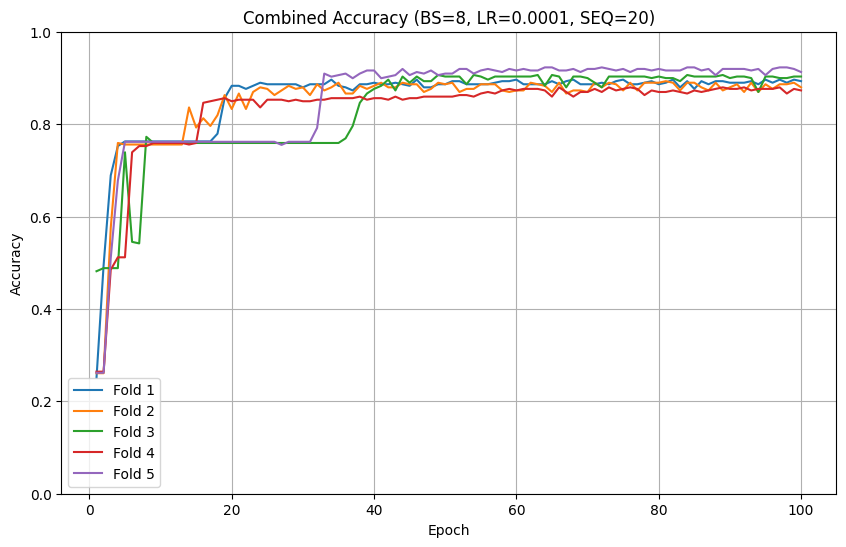 Combined Accuracy (BS=8, LR=0.0001, SEQ=20)
Accuracy
1.0
0.8
0.6
0.4
0.2
0.0
Fold 1
Fold 2
Fold 3
Fold 4
Fold 5
0 20 40 60 80 100
Epoch